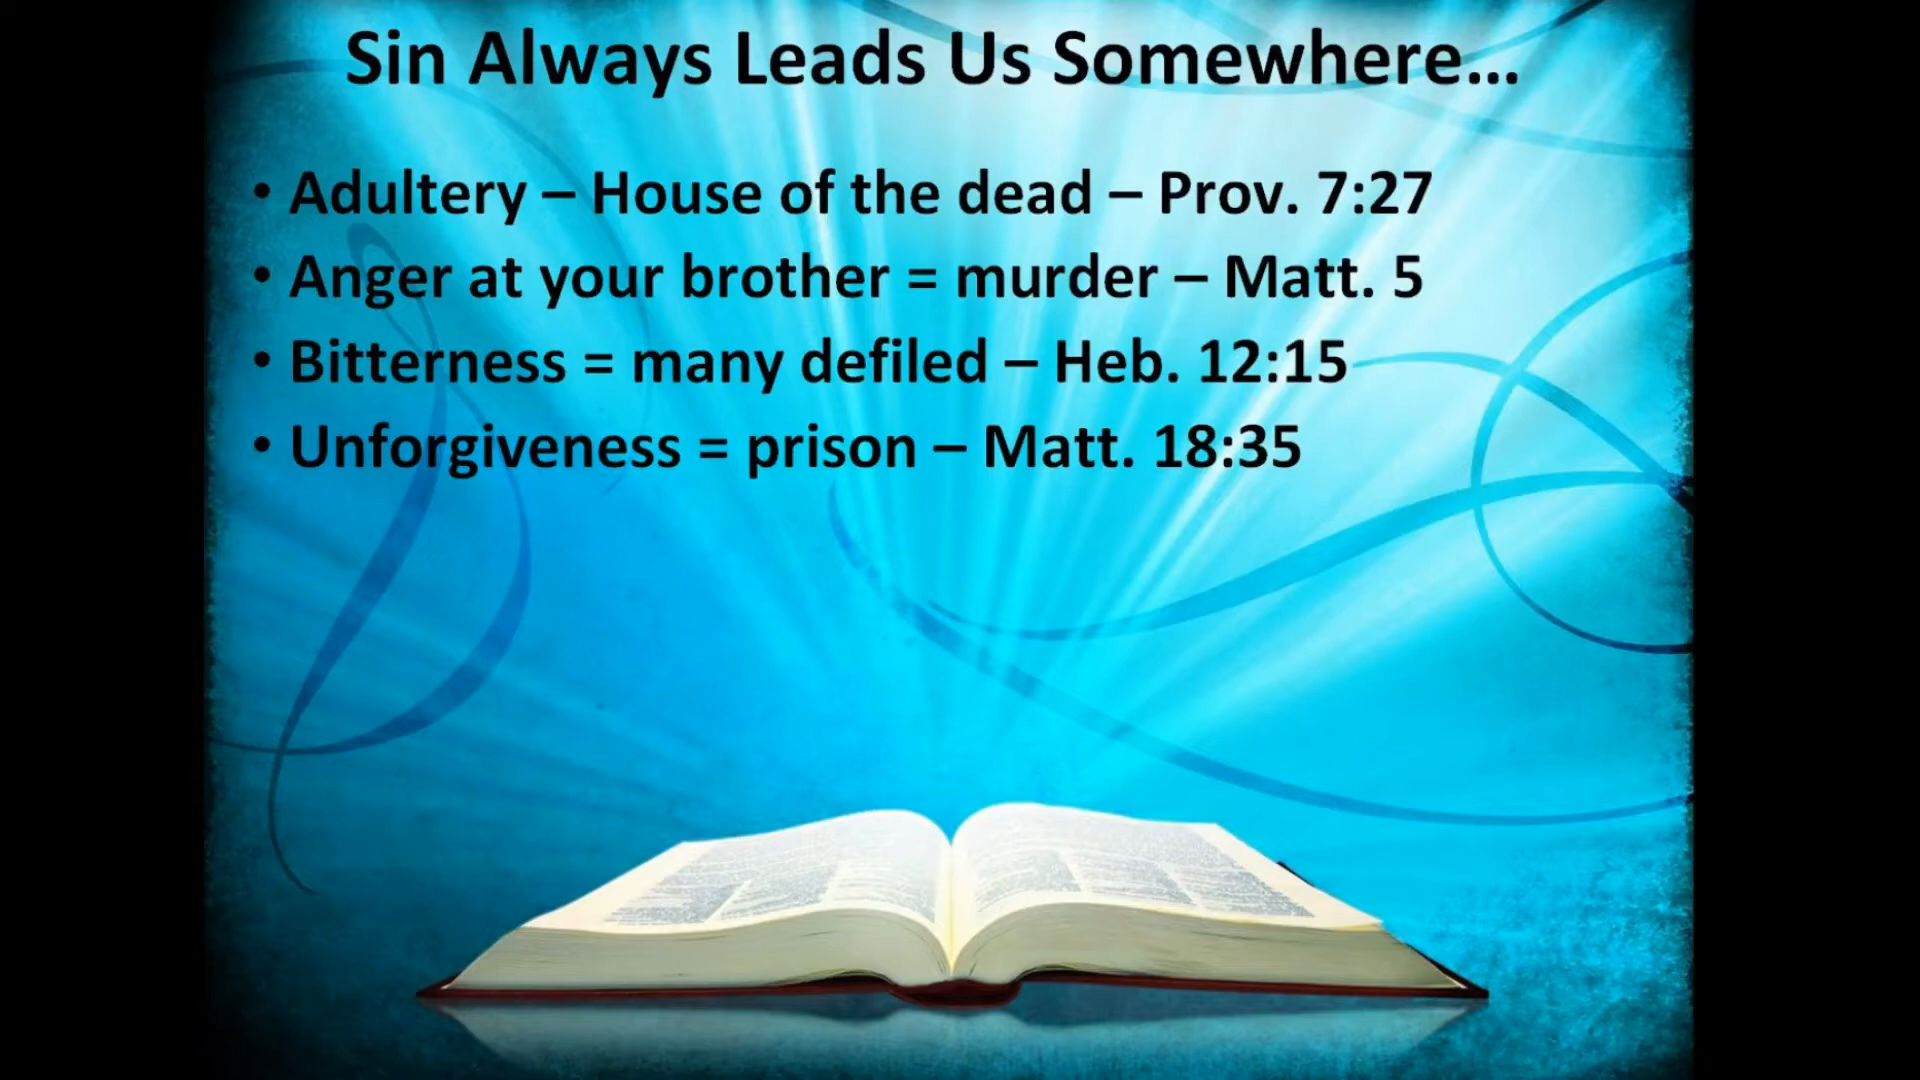 Sin Always Leads Us Somewhere…
• Adultery – House of the dead – Prov. 7:27
• Anger at your brother = murder – Matt. 5
• Bitterness = many defiled – Heb. 12:15
• Unforgiveness = prison – Matt. 18:35